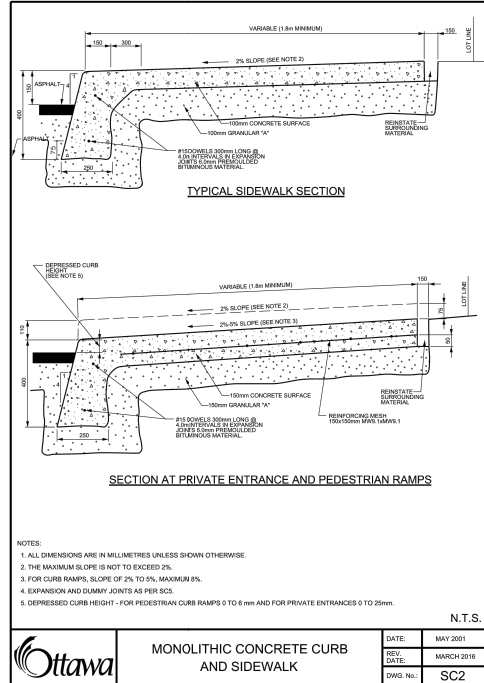 VARIABLE (1.8m MINIMUM)
150
LOT LINE
150
300
2% SLOPE (SEE NOTE 2)
1
4
ASPHALT
150
400
ASPHALT
75
250
100mm CONCRETE SURFACE
100mm GRANULAR "A"
REINSTATE
SURROUNDING
MATERIAL
#15DOWELS 300mm LONG @
4.0m INTERVALS IN EXPANSION
JOINTS 6.0mm PREMOULDED
BITUMINOUS MATERIAL.
TYPICAL SIDEWALK SECTION
DEPRESSED CURB
HEIGHT
(SEE NOTE 5)
VARIABLE (1.8m MINIMUM)
150
LOT LINE
2% SLOPE (SEE NOTE 2)
75
110
2%-5% SLOPE (SEE NOTE 3)
50
400
1
4
250
150mm CONCRETE SURFACE
150mm GRANULAR "A"
REINSTATE
SURROUNDING
MATERIAL
#15 DOWELS 300mm LONG @
4.0m INTERVALS IN EXPANSION
JOINTS 6.0mm PREMOULDED
BITUMINOUS MATERIAL.
REINFORCING MESH
150x150mm MW9.1xMW9.1
SECTION AT PRIVATE ENTRANCE AND PEDESTRIAN RAMPS
NOTES:
1. ALL DIMENSIONS ARE IN MILLIMETRES UNLESS SHOWN OTHERWISE.
2. THE MAXIMUM SLOPE IS NOT TO EXCEED 2%.
3. FOR CURB RAMPS, SLOPE OF 2% TO 5%, MAXIMUM 8%.
4. EXPANSION AND DUMMY JOINTS AS PER SC5.
5. DEPRESSED CURB HEIGHT - FOR PEDESTRIAN CURB RAMPS 0 TO 6 mm AND FOR PRIVATE ENTRANCES 0 TO 25mm.
N.T.S.
Ottawa
MONOLITHIC CONCRETE CURB
AND SIDEWALK
DATE: MAY 2001
REV. DATE: MARCH 2016
DWG. No.: SC2